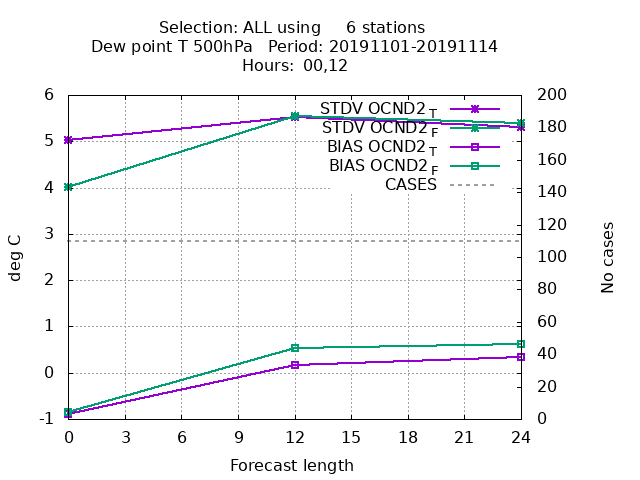 Selection: ALL using     6 stations
Dew point T 500hPa   Period: 20191101-20191114
Hours: 00,12
6
5
4
3
2
1
0
-1
deg C
STDV OCND2 T
STDV OCND2 F
BIAS OCND2 T
BIAS OCND2 F
CASES
200
180
160
140
120
100
80
60
40
20
0
No cases
0 3 6 9 12 15 18 21 24
Forecast length